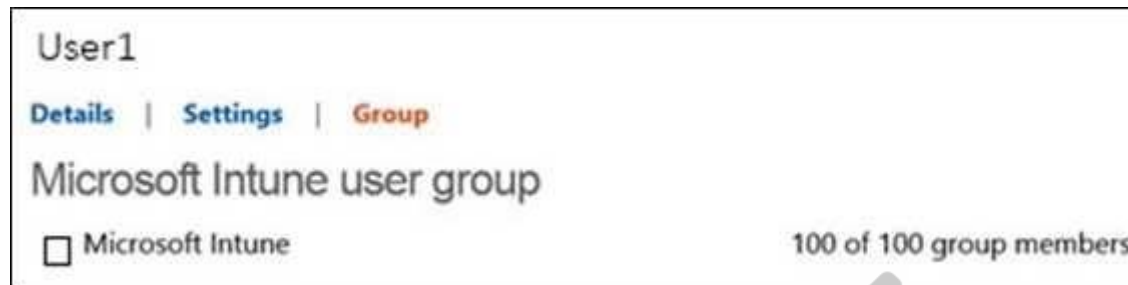 User1
Details | Settings | Group
Microsoft Intune user group
Microsoft Intune 100 of 100 group members